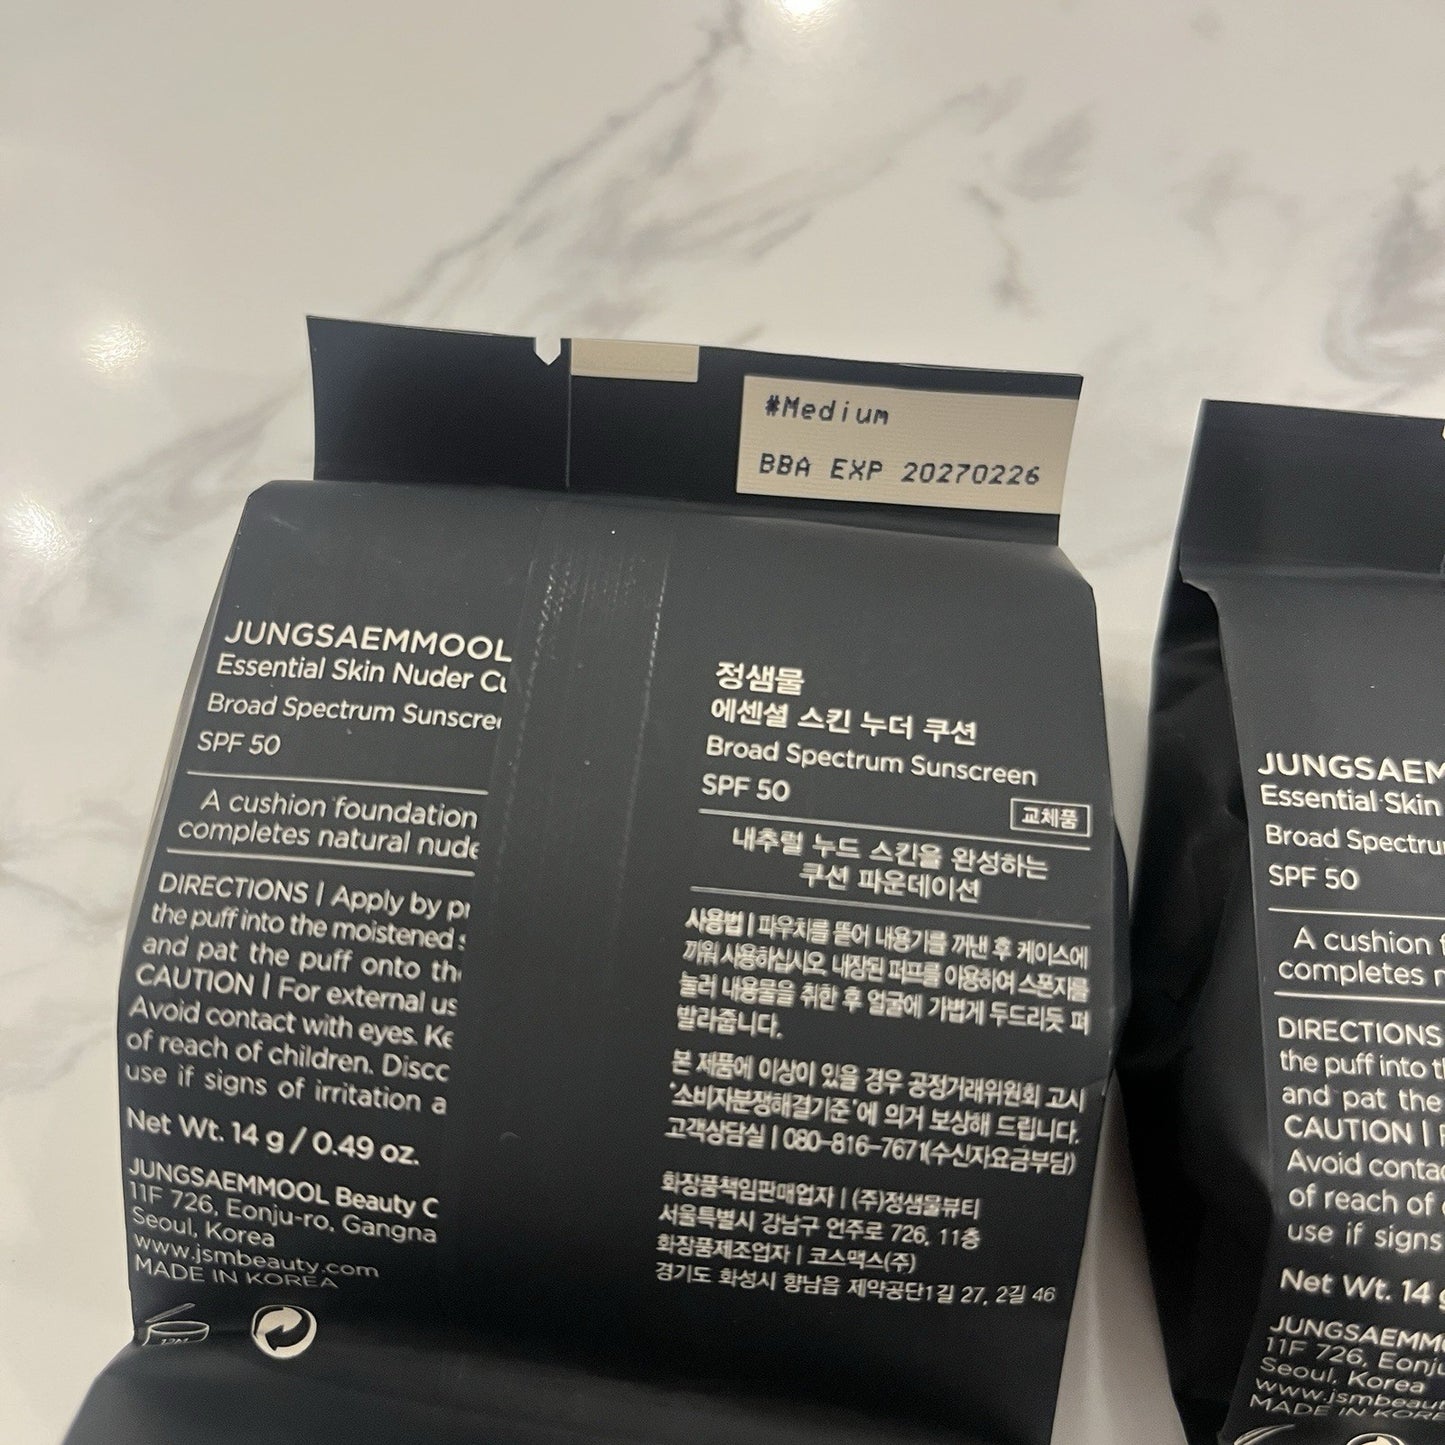 #Medium
BBA EXP 20270226
JUNGSAEMMOOL
Essential Skin Nuder Cu
Broad Spectrum Sunscree
SPF 50
A cushion foundation
completes natural nude
DIRECTIONS | Apply by pr
the puff into the moistened s
and pat the puff onto the
CAUTION | For external us
Avoid contact with eyes. Ke
of reach of children. Disco
use if signs of irritation a
Net Wt. 14 g / 0.49 oz.
JUNGSAEMMOOL Beauty C
11F 726, Eonju-ro, Gangna
Seoul, Korea
www.jsmbeauty.com
MADE IN KOREA
12M
정샘물
에센셜 스킨 누더 쿠션
Broad Spectrum Sunscreen
SPF 50
교체품
내추럴 누드 스킨을 완성하는
쿠션 파운데이션
사용법 | 파우치를 뜯어 내용기를 꺼낸 후 케이스에
끼워 사용하십시오. 내장된 퍼프를 이용하여 스폰지를
눌러 내용물을 취한 후 얼굴에 가볍게 두드리듯 펴
발라줍니다.
본 제품에 이상이 있을 경우 공정거래위원회 고시
'소비자분쟁해결기준'에 의거 보상해 드립니다.
고객상담실 | 080-816-7671(수신자요금부담)
화장품책임판매업자 | (주)정샘물뷰티
서울특별시 강남구 언주로 726, 11층
화장품제조업자 | 코스맥스(주)
경기도 화성시 향남읍 제약공단1길 27, 2길 46
JUNGSAEM
Essential Skin
Broad Spectru
SPF 50
A cushion f
completes n
DIRECTIONS
the puff into t
and pat the
CAUTION |
Avoid conta
of reach of
use if signs
Net Wt. 14
JUNGSAEMM
11F 726, Eonju
Seoul, Korea
www.jsmbeaut
MADE IN KORE